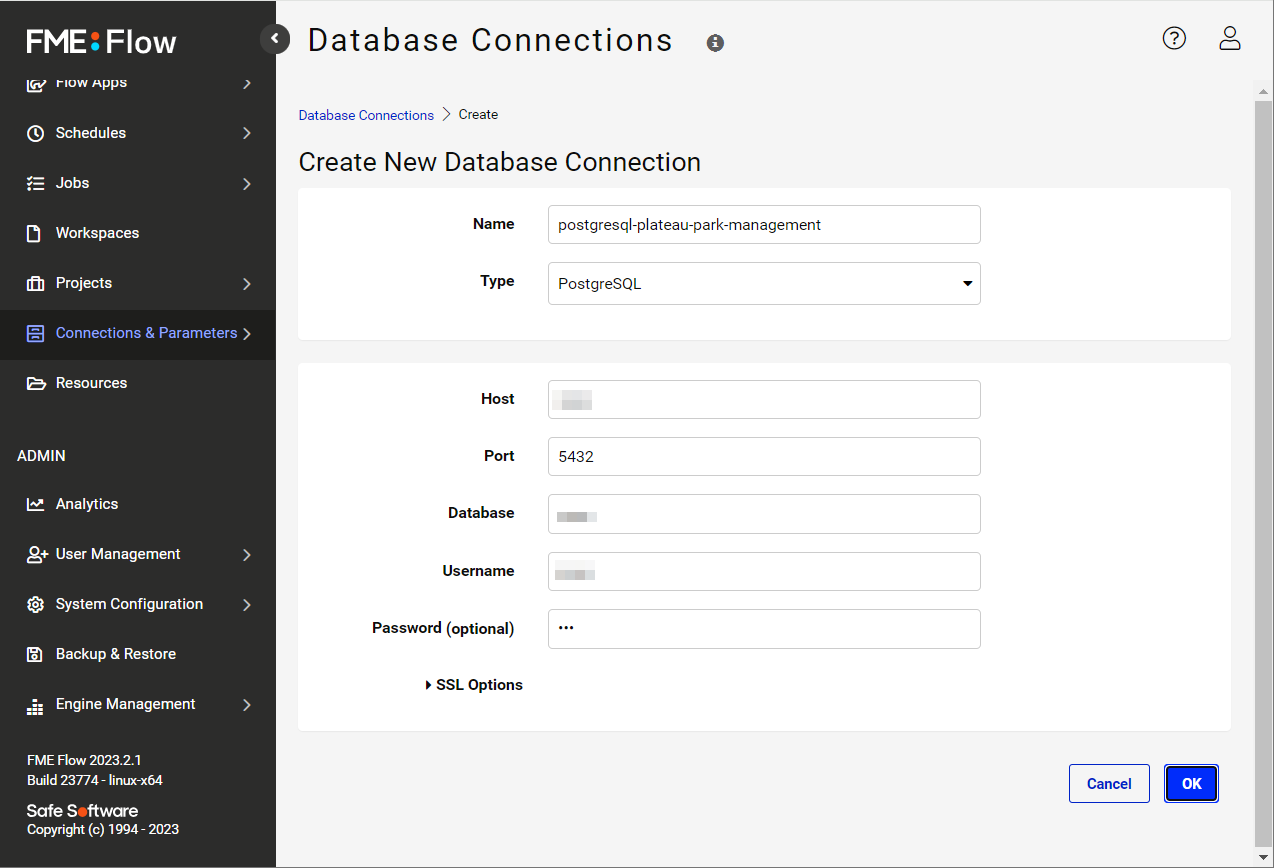 FME Flow
Flow Apps
Schedules
Jobs
Workspaces
Projects
Connections & Parameters
Resources
ADMIN
Analytics
User Management
System Configuration
Backup & Restore
Engine Management
FME Flow 2023.2.1
Build 23774 - linux-x64
Safe Software
Copyright (c) 1994 - 2023
Database Connections
Database Connections > Create
Create New Database Connection
Name postgresql-plateau-park-management
Type PostgreSQL
Host
Port 5432
Database
Username
Password (optional) •••
SSL Options
Cancel OK